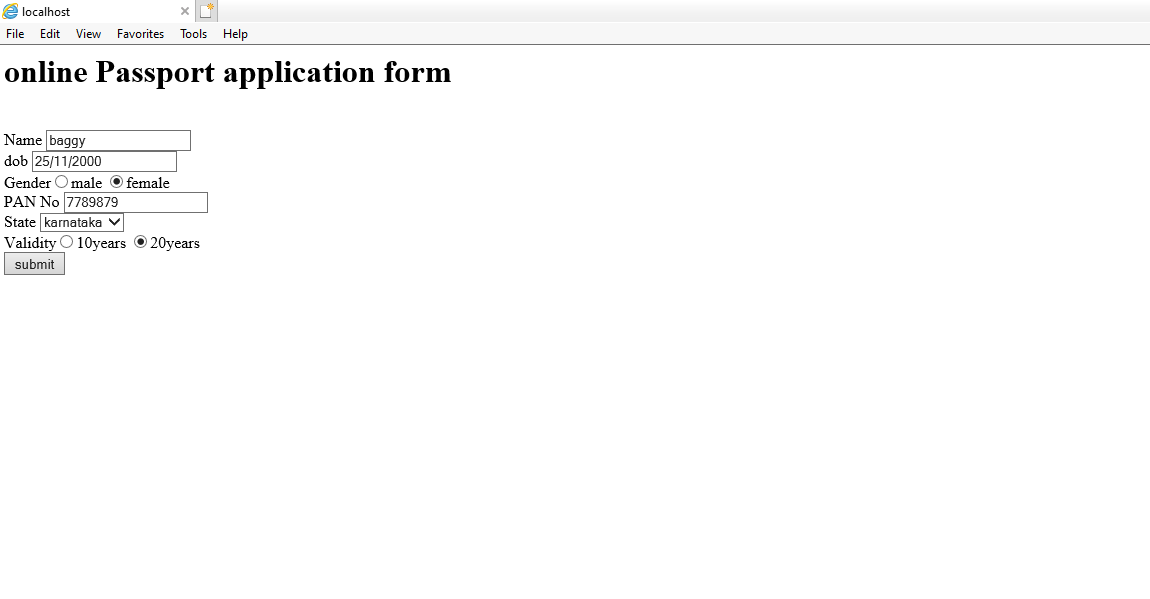 localhost
File Edit View Favorites Tools Help
online Passport application form
Name baggy
dob 25/11/2000
Gender male female
PAN No 7789879
State karnataka
Validity 10years 20years
submit